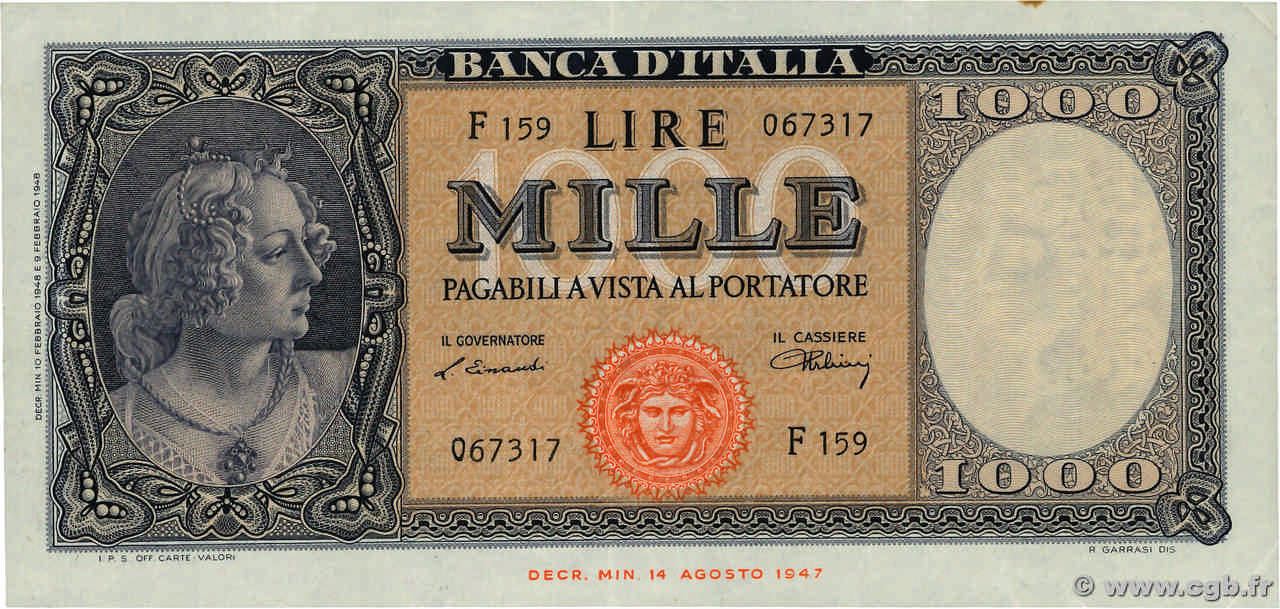 BANCA D'ITALIA
1000
F 159 LIRE 067317
1000
MILLE
PAGABILI A VISTA AL PORTATORE
IL GOVERNATORE
IL CASSIERE
L. Einaudi
067317
F 159
1000
DECR. MIN. 10 FEBBRAIO 1948 E 9 FEBBRAIO 1948
I. P. S. OFF. CARTE-VALORI
R. GARRASI DIS.
DECR. MIN. 14 AGOSTO 1947
© www.cgb.fr